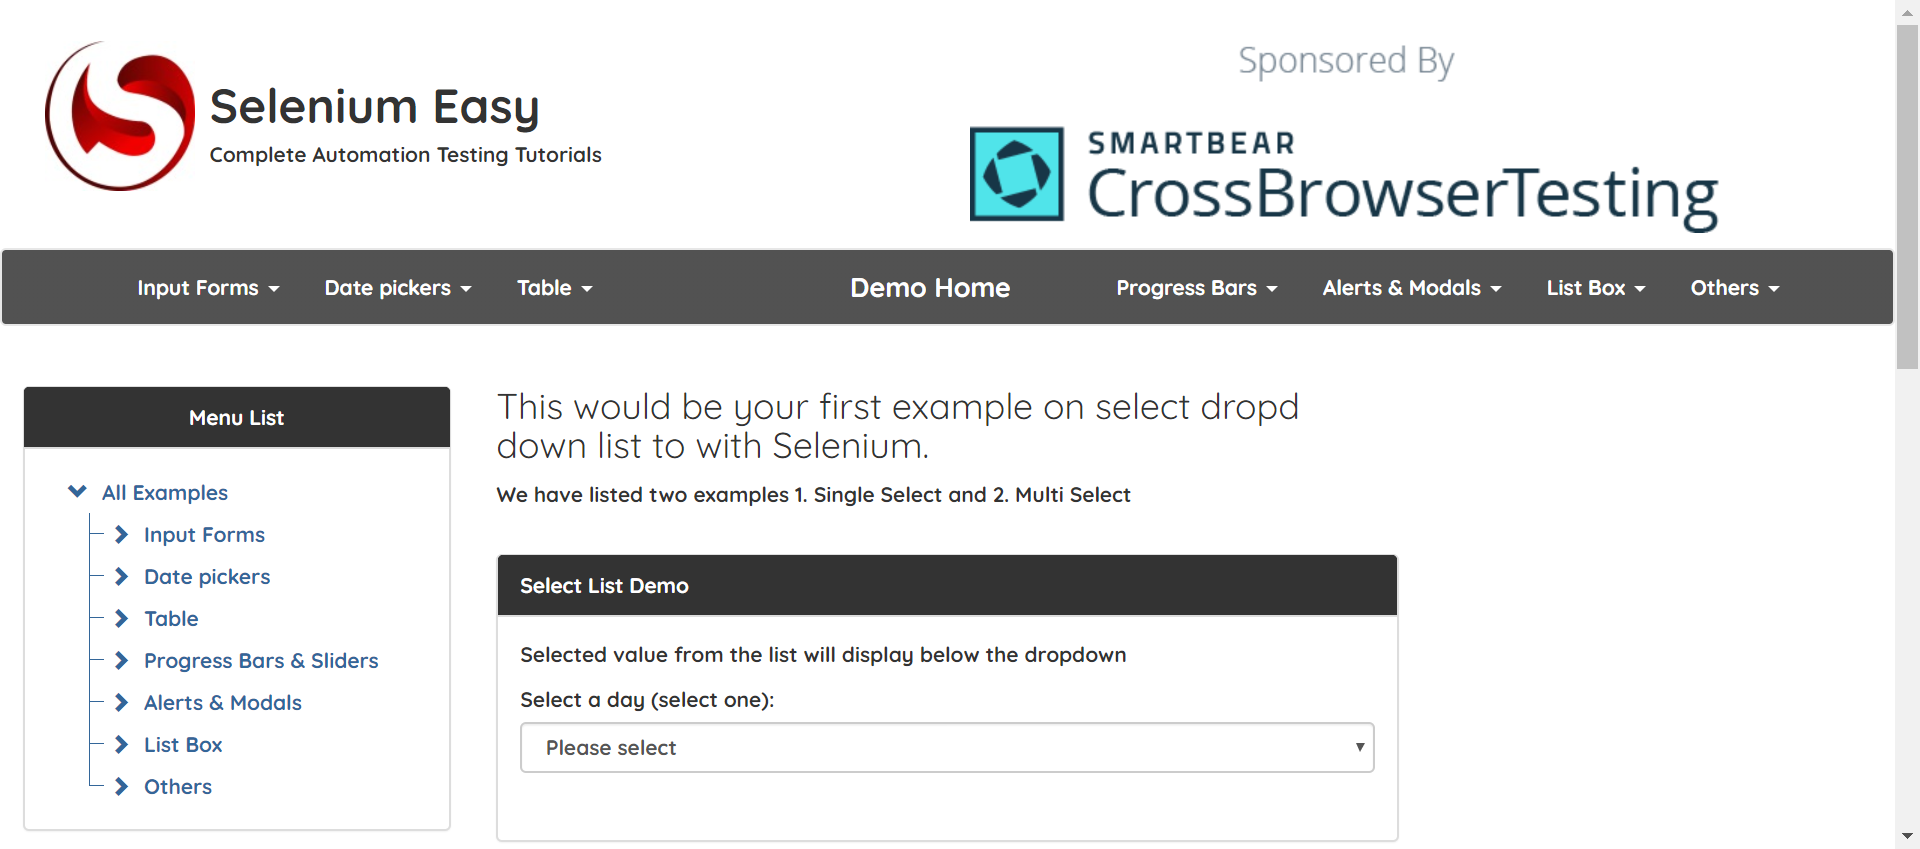 Selenium Easy
Complete Automation Testing Tutorials
Sponsored By
SMARTBEAR
CrossBrowserTesting
Input Forms Date pickers Table Demo Home Progress Bars Alerts & Modals List Box Others
Menu List
All Examples
Input Forms
Date pickers
Table
Progress Bars & Sliders
Alerts & Modals
List Box
Others
This would be your first example on select dropd
down list to with Selenium.
We have listed two examples 1. Single Select and 2. Multi Select
Select List Demo
Selected value from the list will display below the dropdown
Select a day (select one):
Please select